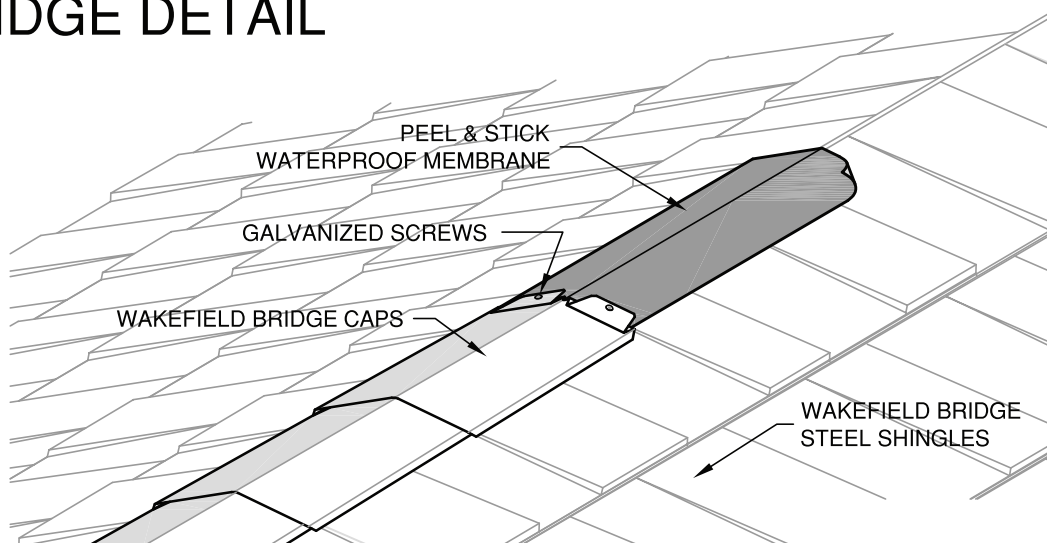 IDGE DETAIL
PEEL & STICK
WATERPROOF MEMBRANE
GALVANIZED SCREWS
WAKEFIELD BRIDGE CAPS
WAKEFIELD BRIDGE
STEEL SHINGLES